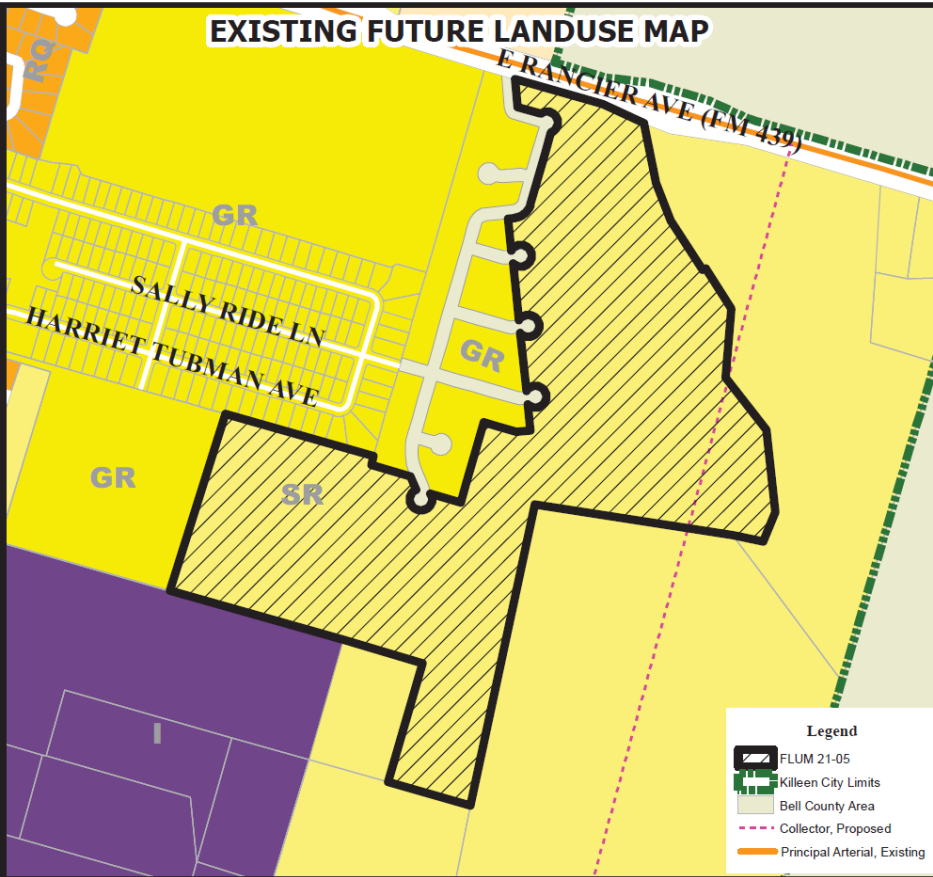 EXISTING FUTURE LANDUSE MAP
RQ
E RANCIER AVE (FM 439)
GR
SALLY RIDE LN
HARRIET TUBMAN AVE
GR
GR
SR
I
Legend
FLUM 21-05
Killeen City Limits
Bell County Area
Collector, Proposed
Principal Arterial, Existing